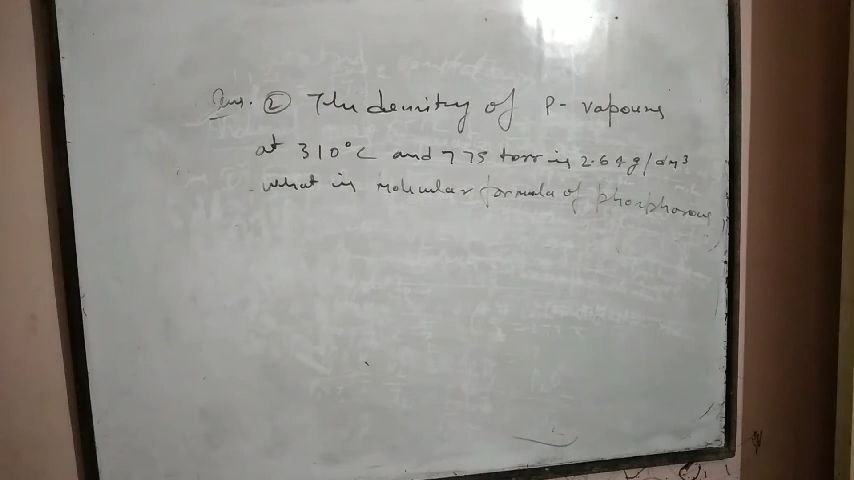 Ques. ② The density of P- vapours
at 310°C and 775 torr is 2.64 g/dm³
what is molecular formula of phosphorous